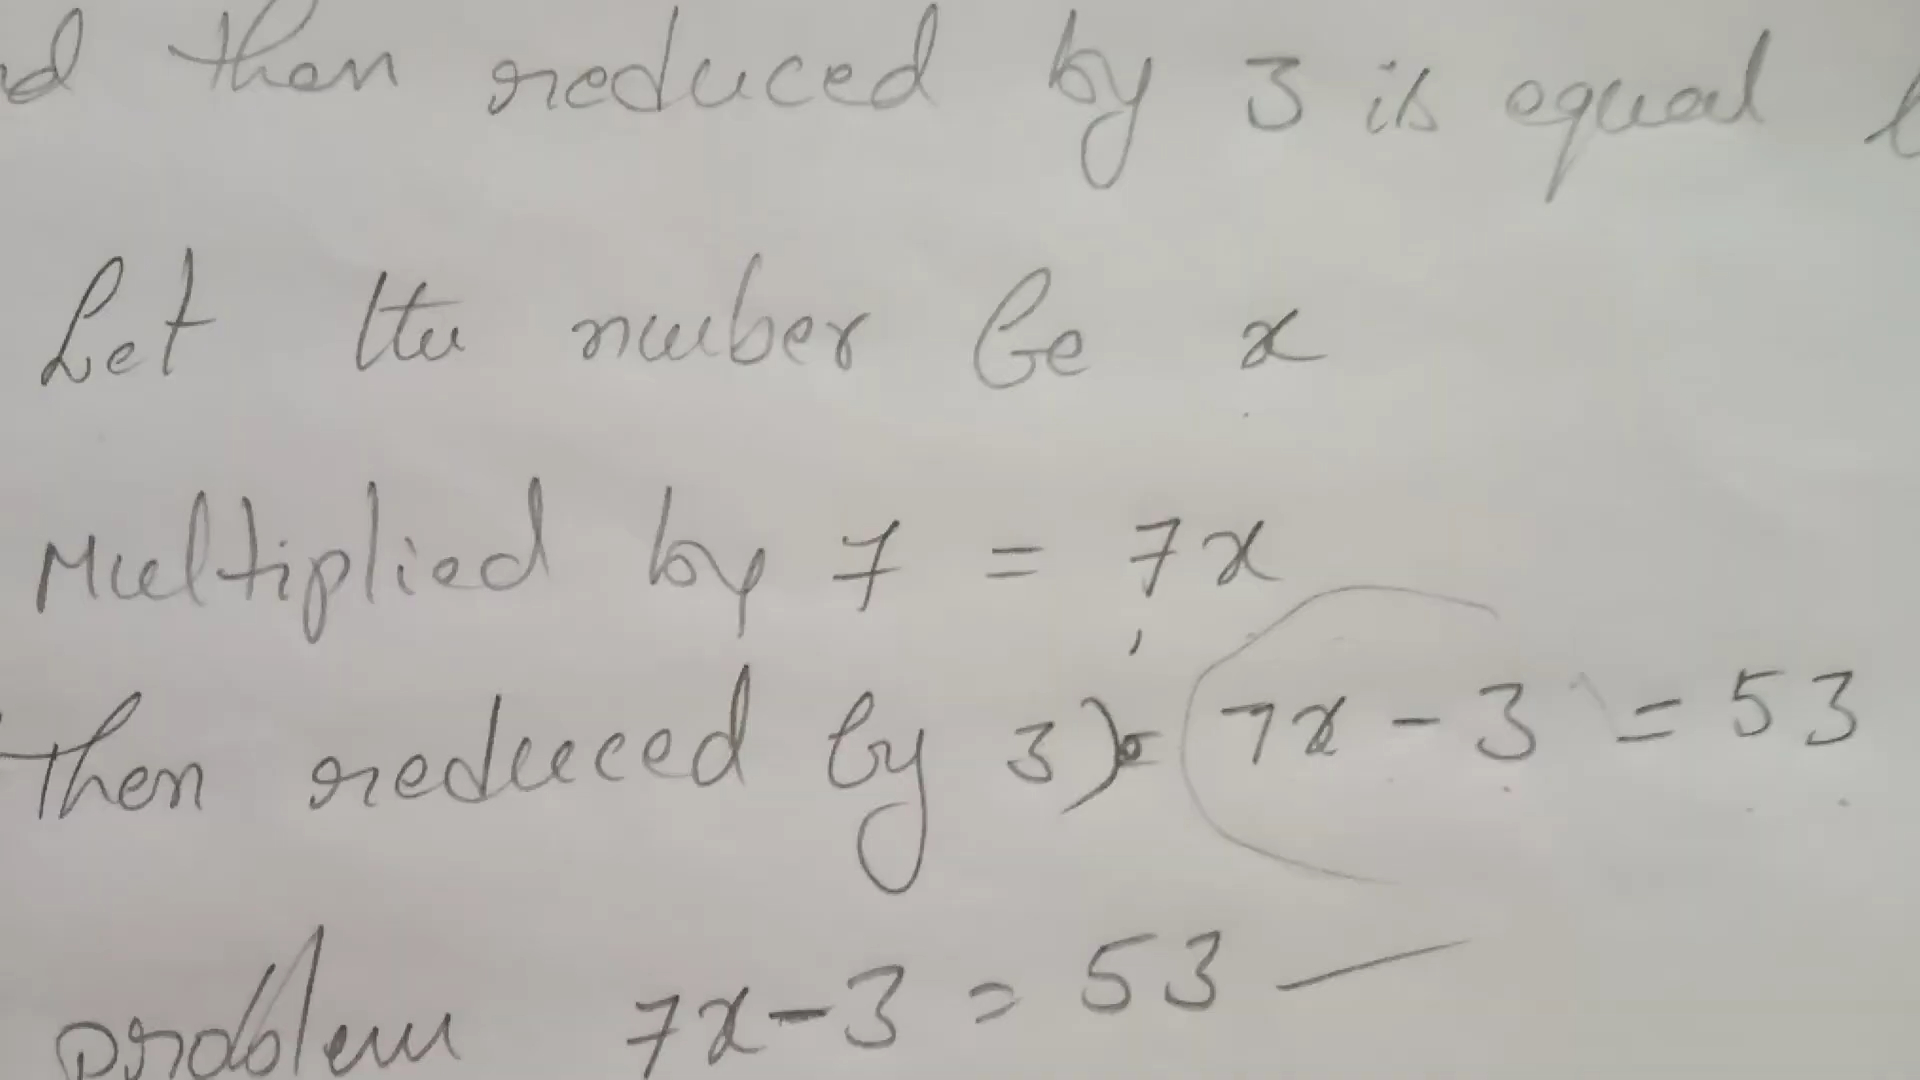 then reduced by 3 is equal
Let the number be x
Multiplied by 7 = 7x
Then reduced by 3) = 7x - 3 = 53
problem 7x - 3 = 53